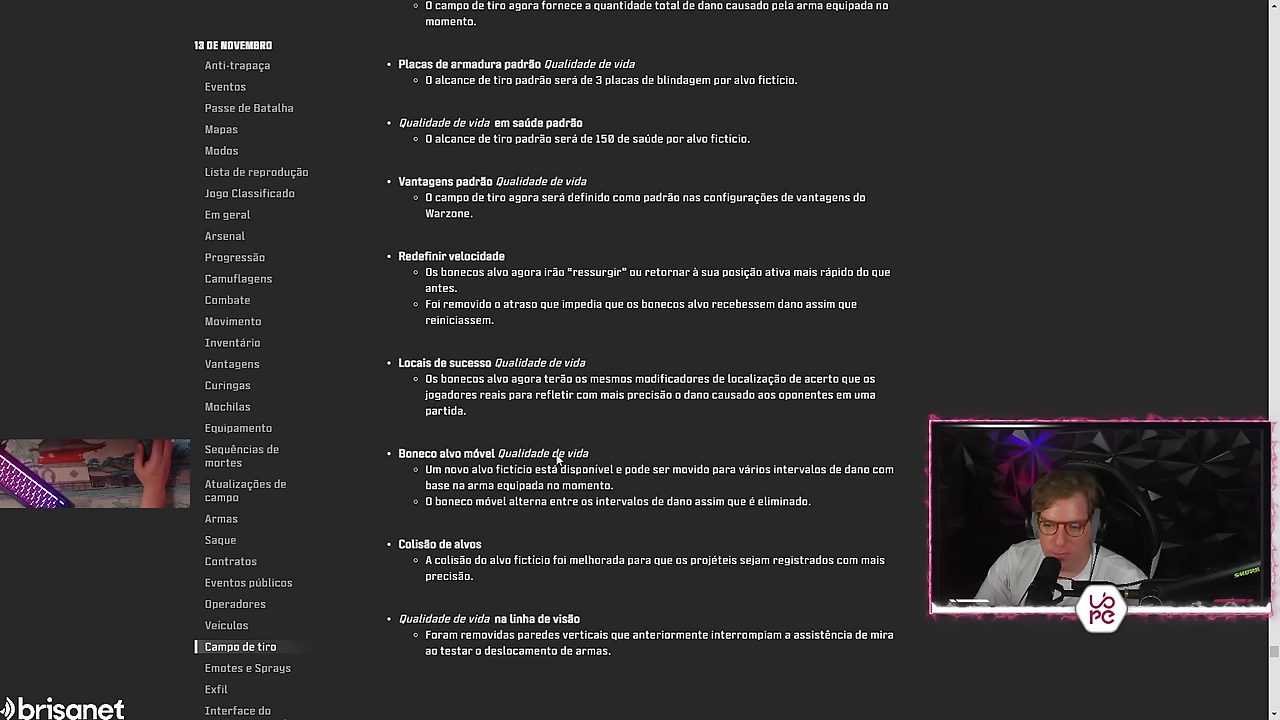 O campo de tiro agora fornece a quantidade total de dano causado pela arma equipada no
momento.
13 DE NOVEMBRO
Anti-trapaça
Eventos
Passe de Batalha
Mapas
Modos
Lista de reprodução
Jogo Classificado
Em geral
Arsenal
Progressão
Camuflagens
Combate
Movimento
Inventário
Vantagens
Curingas
Mochilas
Equipamento
Sequências de
mortes
Atualizações de
campo
Armas
Saque
Contratos
Eventos públicos
Operadores
Veículos
Campo de tiro
Emotes e Sprays
Exfil
Interface do
• Placas de armadura padrão Qualidade de vida
O alcance de tiro padrão será de 3 placas de blindagem por alvo fictício.
• Qualidade de vida em saúde padrão
O alcance de tiro padrão será de 150 de saúde por alvo fictício.
• Vantagens padrão Qualidade de vida
O campo de tiro agora será definido como padrão nas configurações de vantagens do
Warzone.
• Redefinir velocidade
Os bonecos alvo agora irão “ressurgir” ou retornar à sua posição ativa mais rápido do que
antes.
Foi removido o atraso que impedia que os bonecos alvo recebessem dano assim que
reiniciassem.
• Locais de sucesso Qualidade de vida
Os bonecos alvo agora terão os mesmos modificadores de localização de acerto que os
jogadores reais para refletir com mais precisão o dano causado aos oponentes em uma
partida.
• Boneco alvo móvel Qualidade de vida
Um novo alvo fictício está disponível e pode ser movido para vários intervalos de dano com
base na arma equipada no momento.
O boneco móvel alterna entre os intervalos de dano assim que é eliminado.
• Colisão de alvos
A colisão do alvo fictício foi melhorada para que os projéteis sejam registrados com mais
precisão.
• Qualidade de vida na linha de visão
Foram removidas paredes verticais que anteriormente interrompiam a assistência de mira
ao testar o deslocamento de armas.
SHURE
brisanet